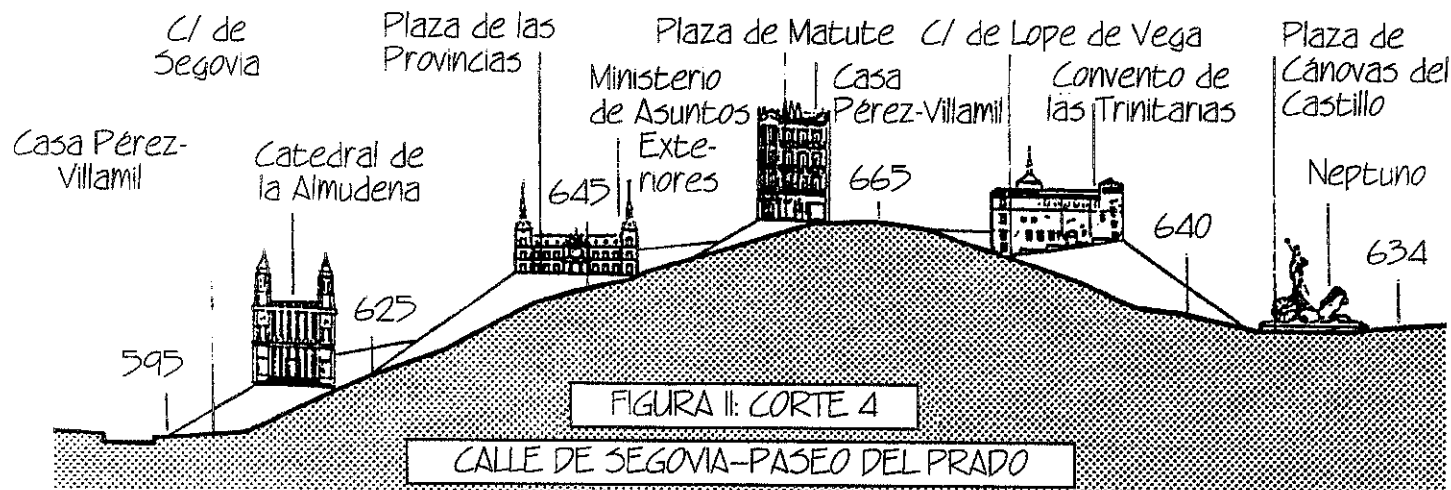 C/ de
Segovia
Plaza de las
Provincias
Plaza de Matute
C/ de Lope de Vega
Plaza de
Cánovas del
Castillo
Casa Pérez-
Villamil
Catedral de
la Almudena
Ministerio
de Asuntos
Exte-
riores
Casa
Pérez-Villamil
Convento de
las Trinitarias
Neptuno
595
625
645
665
640
634
FIGURA II: CORTE 4
CALLE DE SEGOVIA-PASEO DEL PRADO